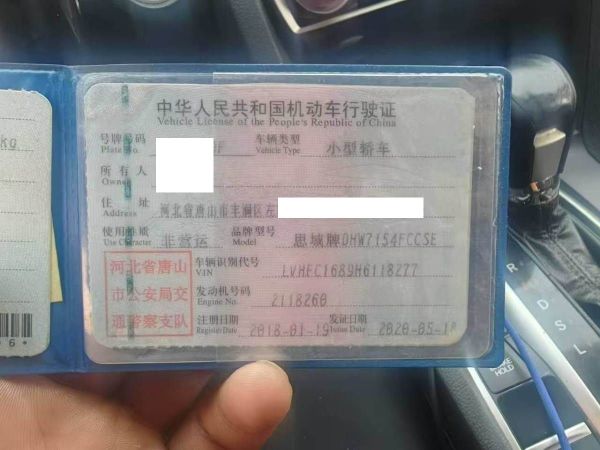 kg
中华人民共和国机动车行驶证
Vehicle License of the People's Republic of China
号牌号码 F 车辆类型 小型轿车
Plate No. Vehicle Type
所有人
Owner
住址 河北省唐山市丰润区左
Address
使用性质 非营运 品牌型号 思域牌DHW7154FCCSE
Use Character Model
河北省唐山
市公安局交
通警察支队
车辆识别代号 LVHFC1689H6118277
VIN
发动机号码 2118260
Engine No.
注册日期 2018-01-19 发证日期 2020-05-18
Register Date Issue Date
D
S
L
BRAKE
HOLD